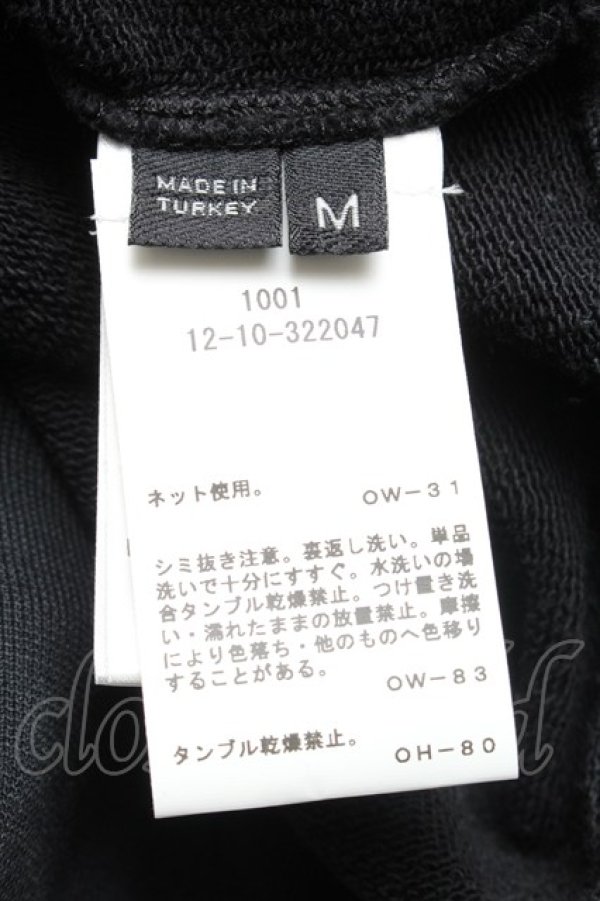 MADE IN
TURKEY
M
1001
12-10-322047
ネット使用。
OW-31
シミ抜き注意。裏返し洗い。単品
洗いで十分にすすぐ。水洗いの場
合タンブル乾燥禁止。つけ置き洗
い・濡れたままの放置禁止。摩擦
により色落ち・他のものへ色移り
することがある。
OW-83
タンブル乾燥禁止。
OH-80